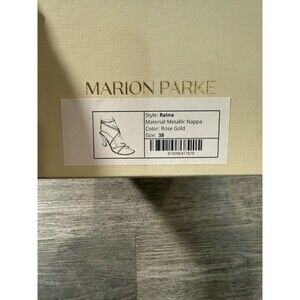 MARION PARKE
Style: Raina
Material: Metallic Nappa
Color: Rose Gold
Size: 38